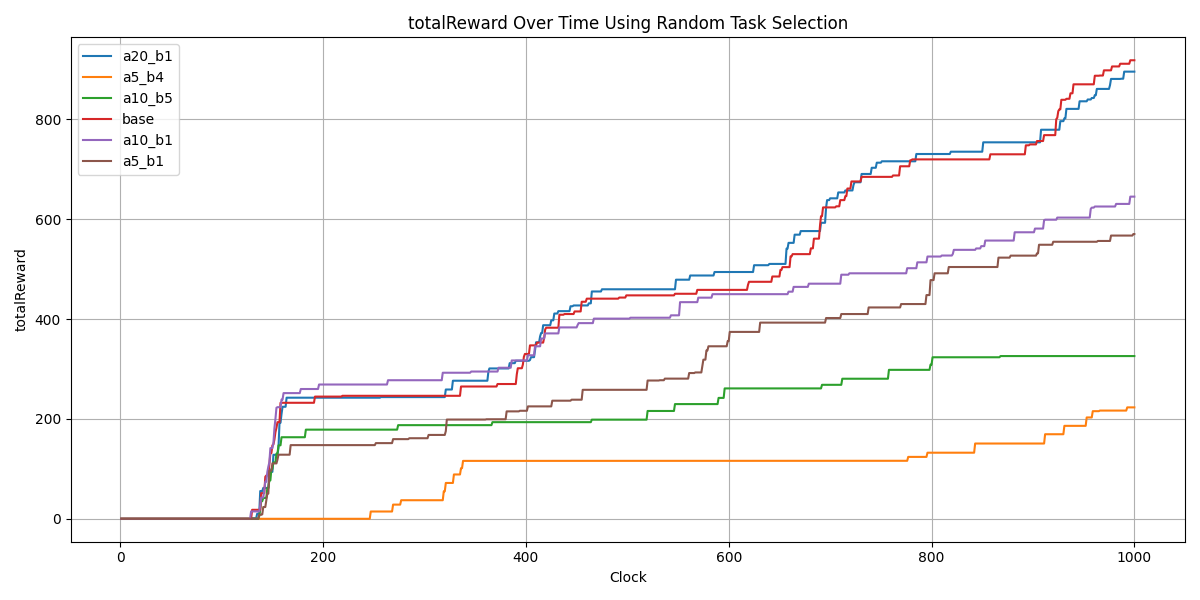 totalReward Over Time Using Random Task Selection
a20_b1
a5_b4
a10_b5
base
a10_b1
a5_b1
totalReward
800
600
400
200
0
0 200 400 600 800 1000
Clock